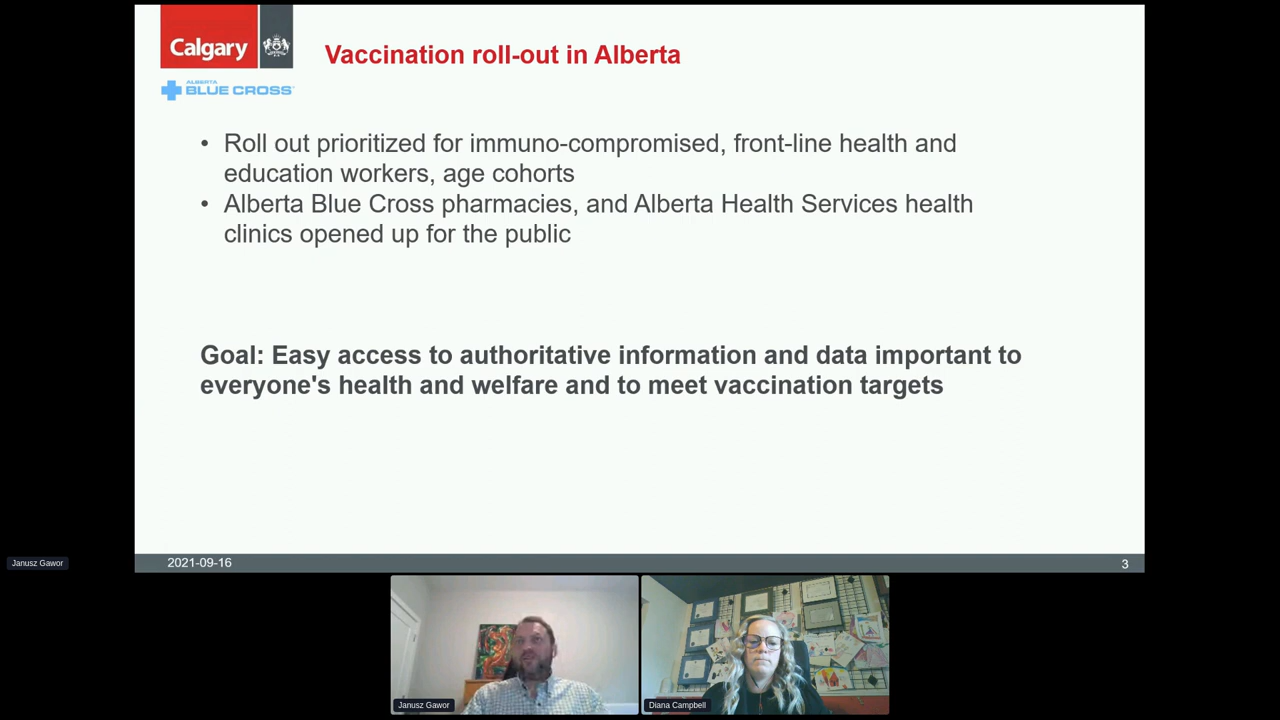 Calgary
ALBERTA
BLUE CROSS
Vaccination roll-out in Alberta
• Roll out prioritized for immuno-compromised, front-line health and
education workers, age cohorts
• Alberta Blue Cross pharmacies, and Alberta Health Services health
clinics opened up for the public
Goal: Easy access to authoritative information and data important to
everyone's health and welfare and to meet vaccination targets
2021-09-16
3
Janusz Gawor
Janusz Gawor
Diana Campbell